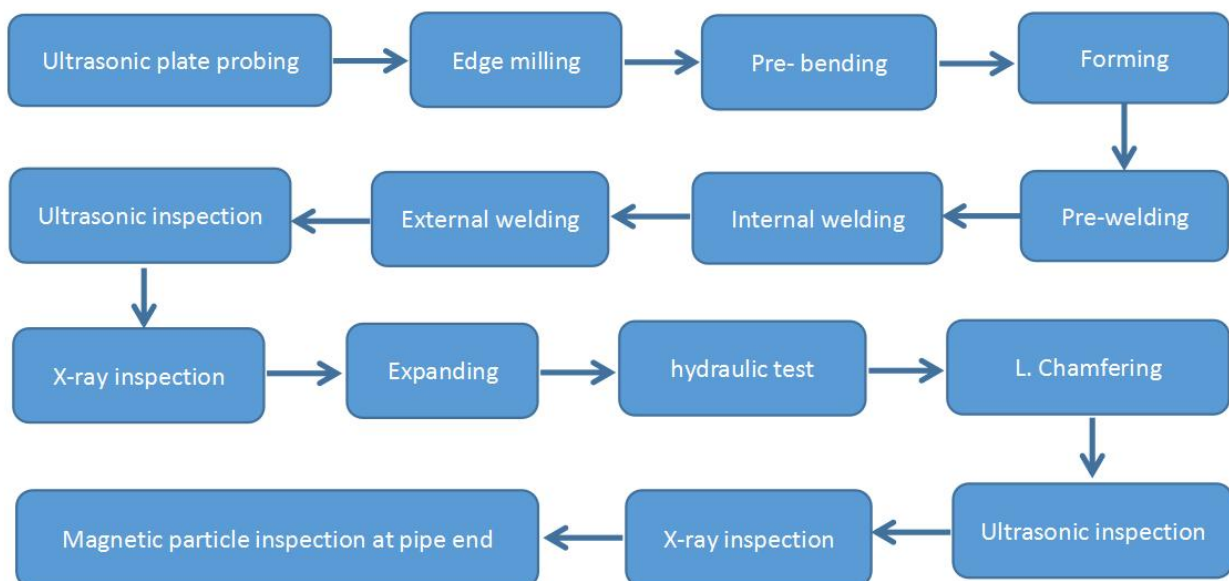 Ultrasonic plate probing
Edge milling
Pre- bending
Forming
Pre-welding
Internal welding
External welding
Ultrasonic inspection
X-ray inspection
Expanding
hydraulic test
L. Chamfering
Ultrasonic inspection
X-ray inspection
Magnetic particle inspection at pipe end